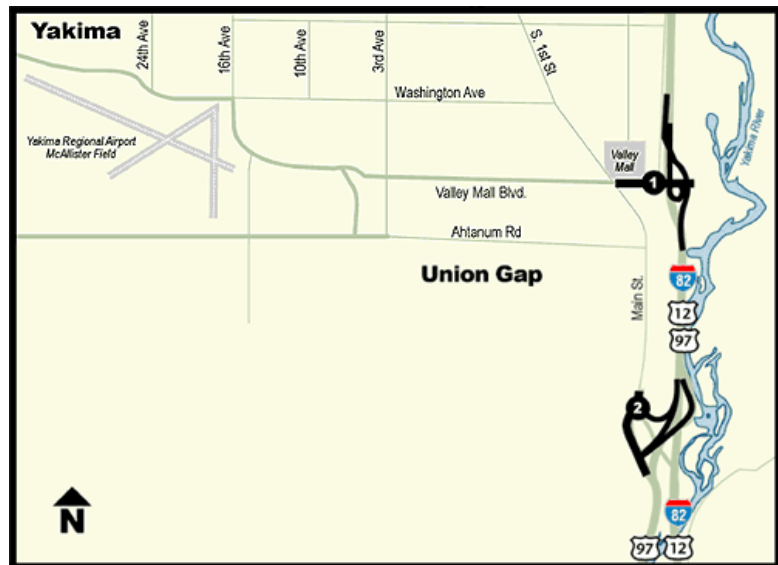 Yakima
24th Ave
16th Ave
10th Ave
3rd Ave
S. 1st St
Washington Ave
Yakima River
Yakima Regional Airport
McAllister Field
Valley
Mall
1
Valley Mall Blvd.
Ahtanum Rd
Union Gap
82
Main St.
12
97
2
N
82
97
12